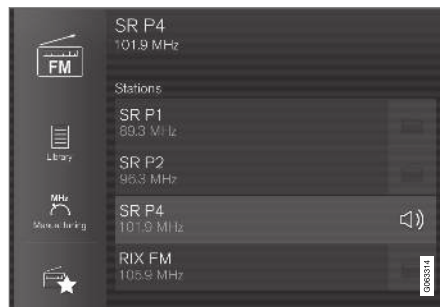 SR P4
101.9 MHz
FM
Stations
SR P1
89.3 MHz
Library
SR P2
96.3 MHz
MHz
Manual tuning
SR P4
101.9 MHz
RIX FM
105.9 MHz
G063314